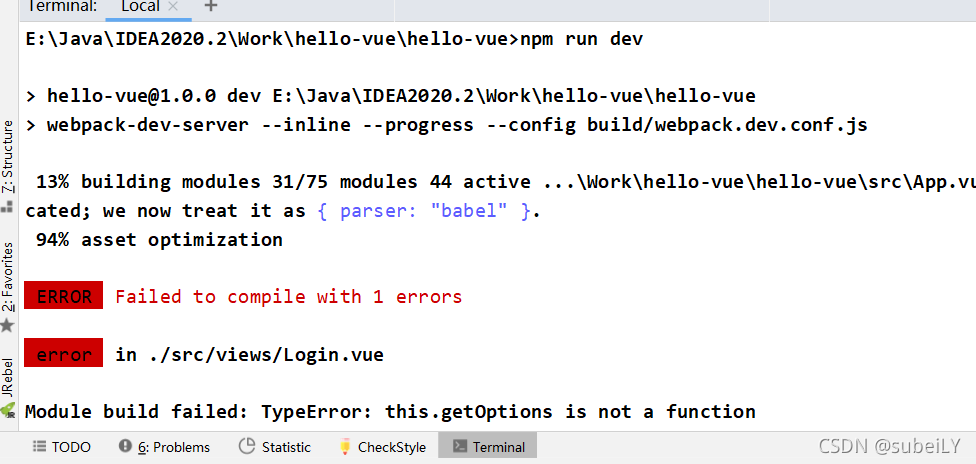 Terminal: Local × +
E:\Java\IDEA2020.2\Work\hello-vue\hello-vue>npm run dev
> hello-vue@1.0.0 dev E:\Java\IDEA2020.2\Work\hello-vue\hello-vue
> webpack-dev-server --inline --progress --config build/webpack.dev.conf.js
13% building modules 31/75 modules 44 active ...\Work\hello-vue\hello-vue\src\App.vu
cated; we now treat it as { parser: "babel" }.
94% asset optimization
ERROR Failed to compile with 1 errors
error in ./src/views/Login.vue
Module build failed: TypeError: this.getOptions is not a function
7: Structure
2: Favorites
JRebel
TODO 6: Problems Statistic CheckStyle Terminal
CSDN @subeiLY